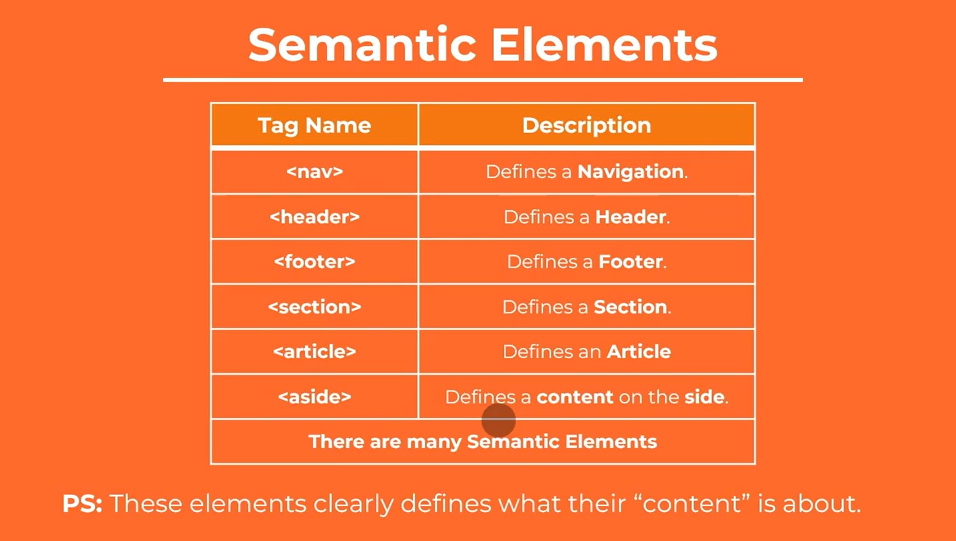 Semantic Elements
Tag Name Description
<nav> Defines a Navigation.
<header> Defines a Header.
<footer> Defines a Footer.
<section> Defines a Section.
<article> Defines an Article
<aside> Defines a content on the side.
There are many Semantic Elements
PS: These elements clearly defines what their “content” is about.